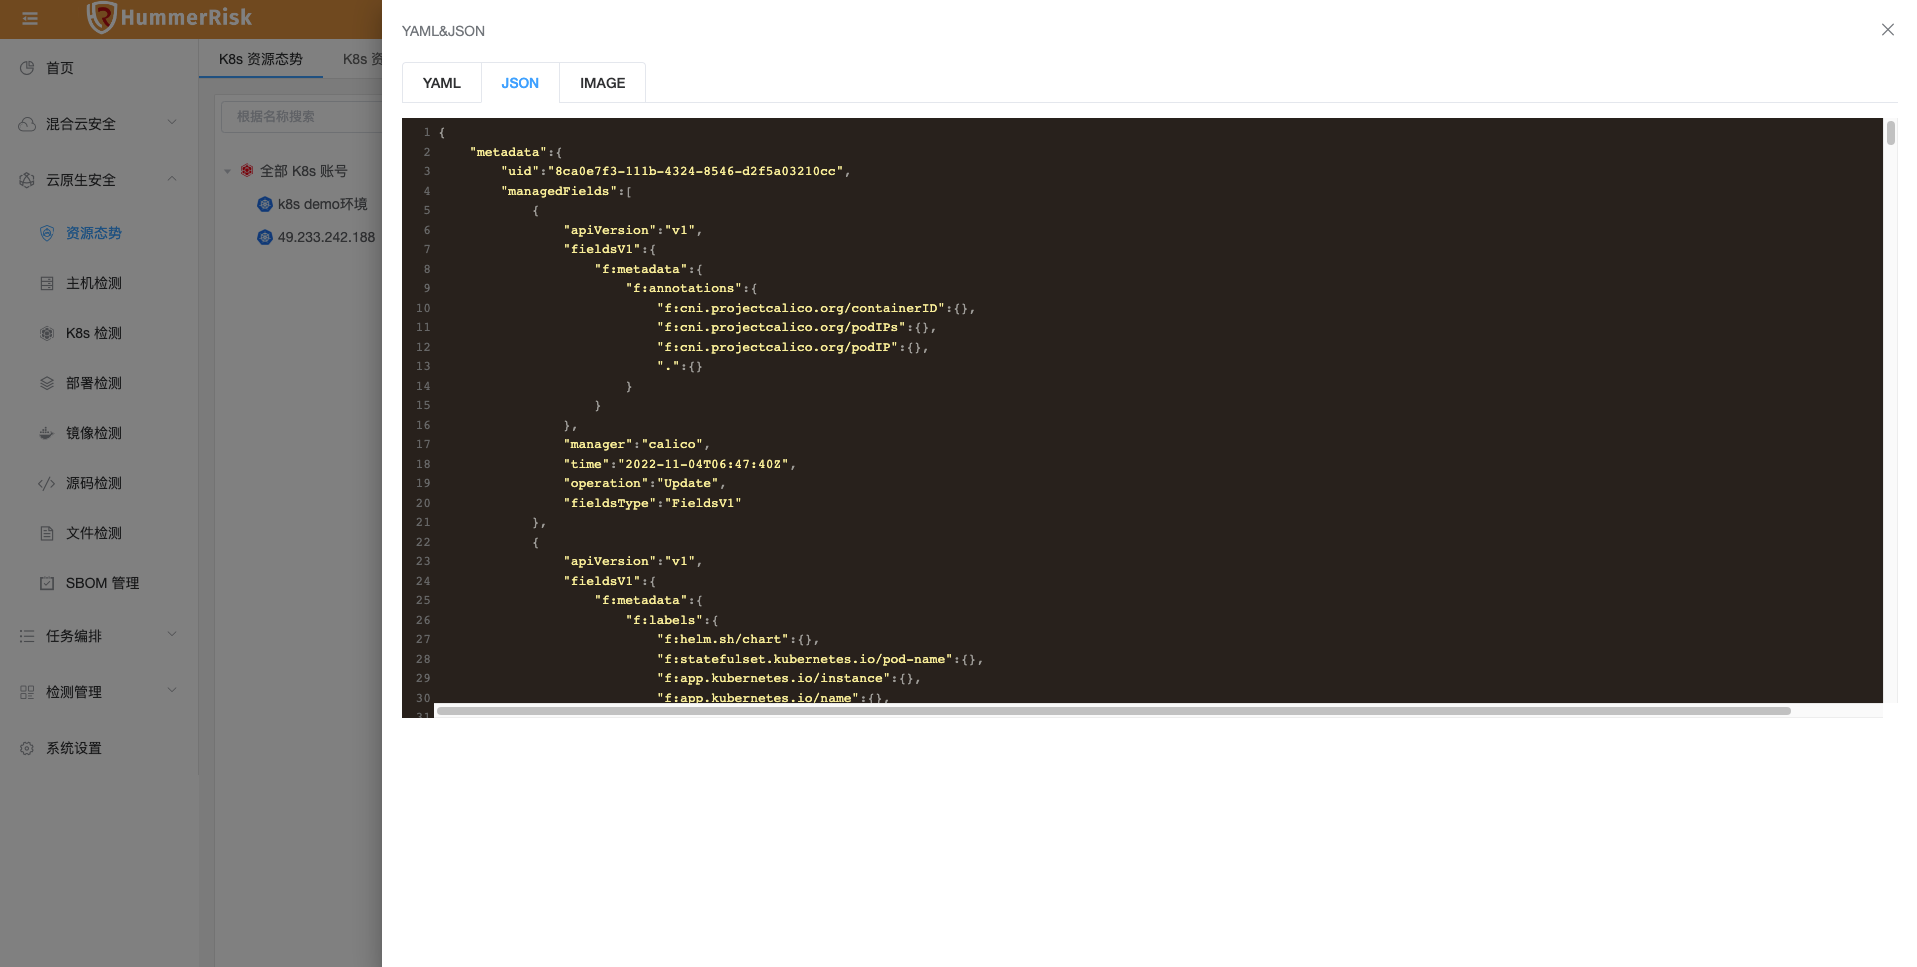 HummerRisk
首页
混合云安全
云原生安全
资源态势
主机检测
K8s 检测
部署检测
镜像检测
源码检测
文件检测
SBOM 管理
任务编排
检测管理
系统设置
K8s 资源态势
K8s 资
根据名称搜索
全部 K8s 账号
k8s demo环境
49.233.242.188
YAML&JSON
YAML
JSON
IMAGE
1 {
2 "metadata":{
3 "uid":"8ca0e7f3-111b-4324-8546-d2f5a03210cc",
4 "managedFields":[
5 {
6 "apiVersion":"v1",
7 "fieldsV1":{
8 "f:metadata":{
9 "f:annotations":{
10 "f:cni.projectcalico.org/containerID":{},
11 "f:cni.projectcalico.org/podIPs":{},
12 "f:cni.projectcalico.org/podIP":{},
13 ".":{}
14 }
15 }
16 },
17 "manager":"calico",
18 "time":"2022-11-04T06:47:40Z",
19 "operation":"Update",
20 "fieldsType":"FieldsV1"
21 },
22 {
23 "apiVersion":"v1",
24 "fieldsV1":{
25 "f:metadata":{
26 "f:labels":{
27 "f:helm.sh/chart":{},
28 "f:statefulset.kubernetes.io/pod-name":{},
29 "f:app.kubernetes.io/instance":{},
30 "f:app.kubernetes.io/name":{},
31